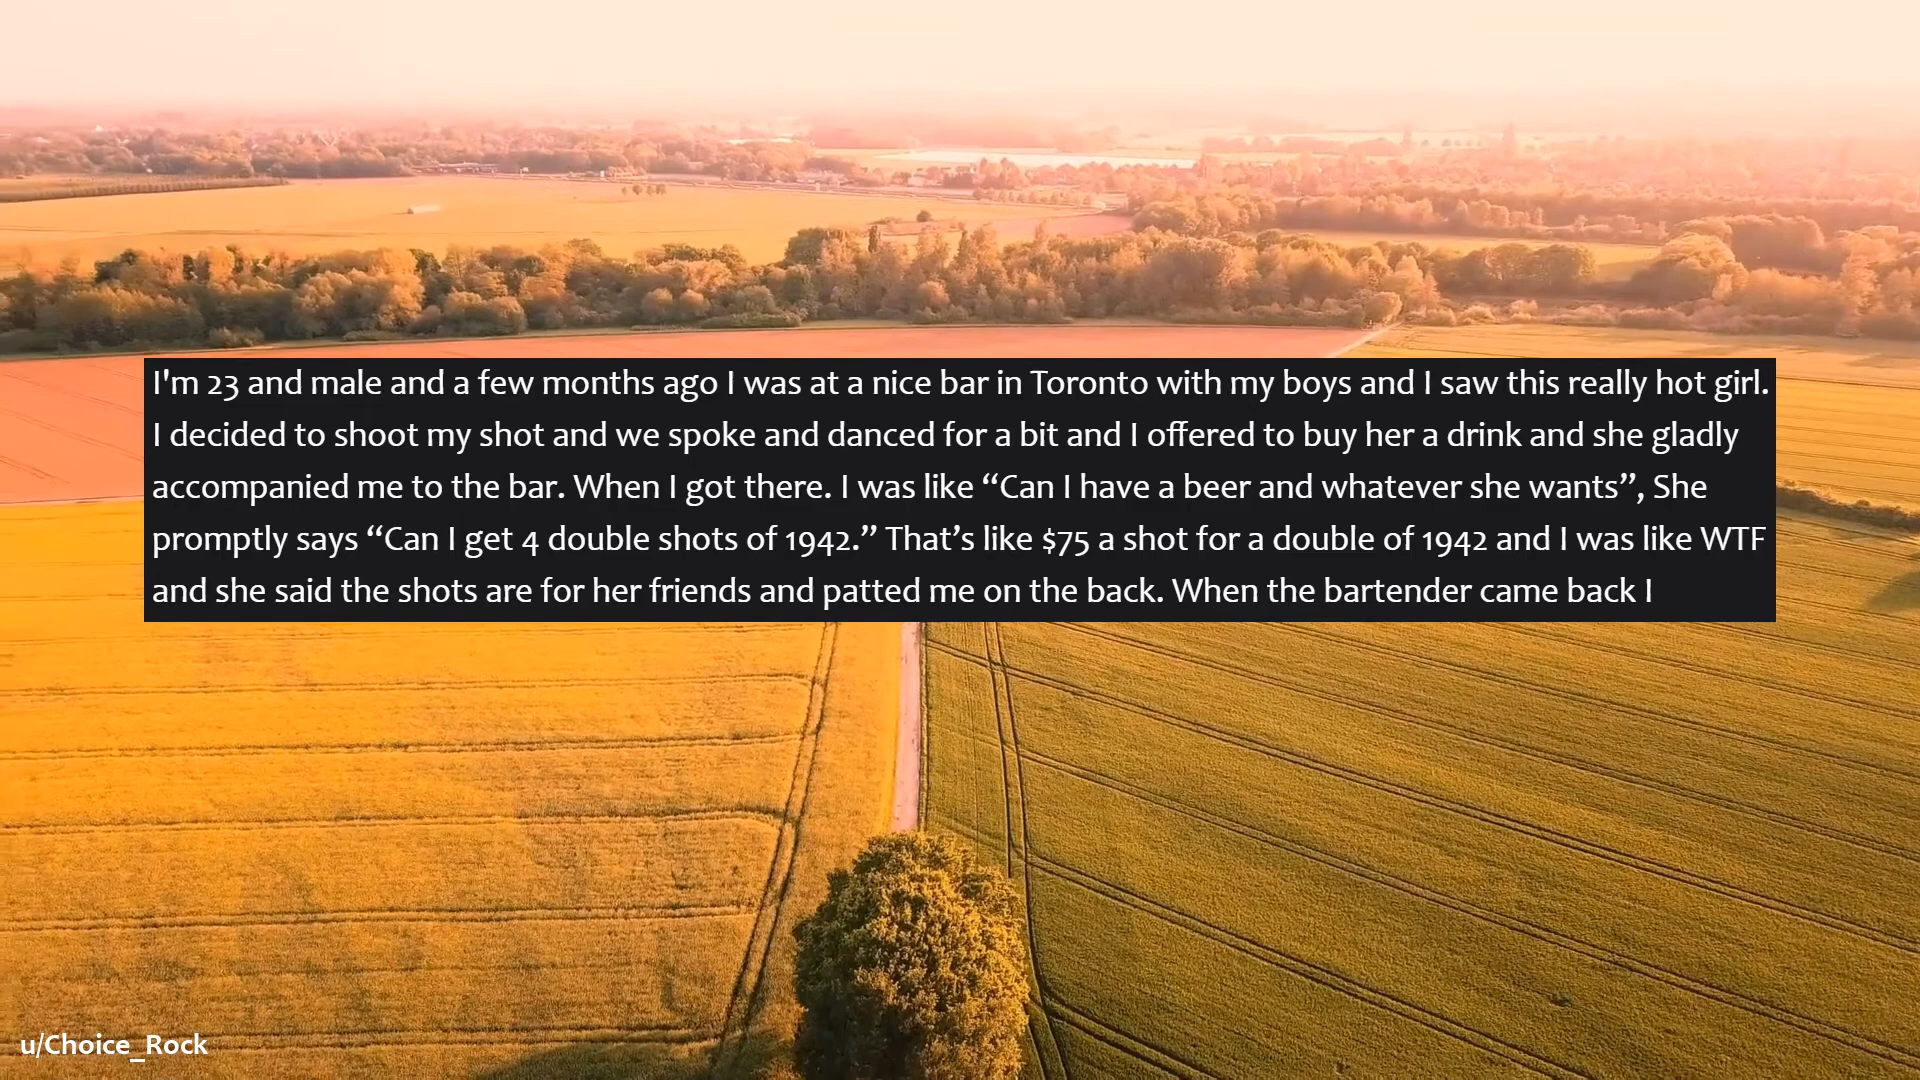 I'm 23 and male and a few months ago I was at a nice bar in Toronto with my boys and I saw this really hot girl.
I decided to shoot my shot and we spoke and danced for a bit and I offered to buy her a drink and she gladly
accompanied me to the bar. When I got there. I was like “Can I have a beer and whatever she wants”, She
promptly says “Can I get 4 double shots of 1942.” That’s like $75 a shot for a double of 1942 and I was like WTF
and she said the shots are for her friends and patted me on the back. When the bartender came back I
u/Choice_Rock